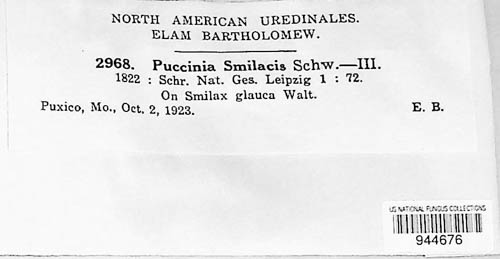 NORTH AMERICAN UREDINALES.
ELAM BARTHOLOMEW.
2968. Puccinia Smilacis Schw.—III.
1822 : Schr. Nat. Ges. Leipzig 1 : 72.
On Smilax glauca Walt.
Puxico, Mo., Oct. 2, 1923. E. B.
US NATIONAL FUNGUS COLLECTIONS
944676